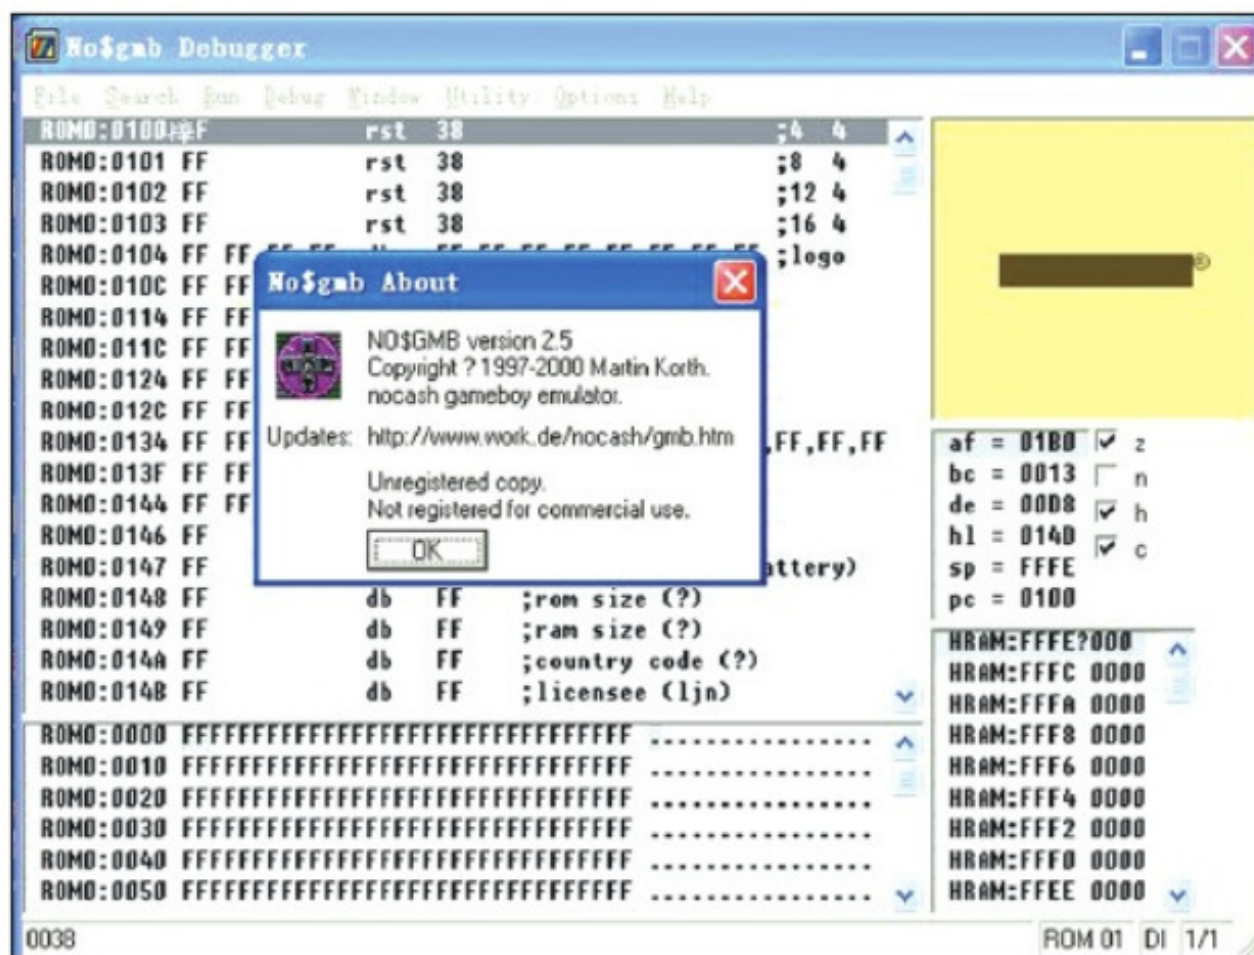 No$gmb Debugger
File Search Run Debug Window Utility Options Help
ROM0:0100 rst 38 ;4 4
ROM0:0101 FF rst 38 ;8 4
ROM0:0102 FF rst 38 ;12 4
ROM0:0103 FF rst 38 ;16 4
ROM0:0104 FF FF ;logo
ROM0:010C FF FF
ROM0:0114 FF FF
ROM0:011C FF FF
ROM0:0124 FF FF
ROM0:012C FF FF
ROM0:0134 FF FF ,FF,FF,FF
ROM0:013F FF FF
ROM0:0144 FF FF
ROM0:0146 FF
ROM0:0147 FF attery)
ROM0:0148 FF db FF ;rom size (?)
ROM0:0149 FF db FF ;ram size (?)
ROM0:014A FF db FF ;country code (?)
ROM0:014B FF db FF ;licensee (ljn)
No$gmb About
NO$GMB version 2.5
Copyright ? 1997-2000 Martin Korth.
nocash gameboy emulator.
Updates: http://www.work.de/nocash/gmb.htm
Unregistered copy.
Not registered for commercial use.
OK
®
af = 01B0 z
bc = 0013 n
de = 00D8 h
hl = 014D c
sp = FFFE
pc = 0100
ROM0:0000 FFFFFFFFFFFFFFFFFFFFFFFFFFFFFFFF ................
ROM0:0010 FFFFFFFFFFFFFFFFFFFFFFFFFFFFFFFF ................
ROM0:0020 FFFFFFFFFFFFFFFFFFFFFFFFFFFFFFFF ................
ROM0:0030 FFFFFFFFFFFFFFFFFFFFFFFFFFFFFFFF ................
ROM0:0040 FFFFFFFFFFFFFFFFFFFFFFFFFFFFFFFF ................
ROM0:0050 FFFFFFFFFFFFFFFFFFFFFFFFFFFFFFFF ................
HRAM:FFFE?000
HRAM:FFFC 0000
HRAM:FFFA 0000
HRAM:FFF8 0000
HRAM:FFF6 0000
HRAM:FFF4 0000
HRAM:FFF2 0000
HRAM:FFF0 0000
HRAM:FFEE 0000
0038
ROM 01 DI 1/1